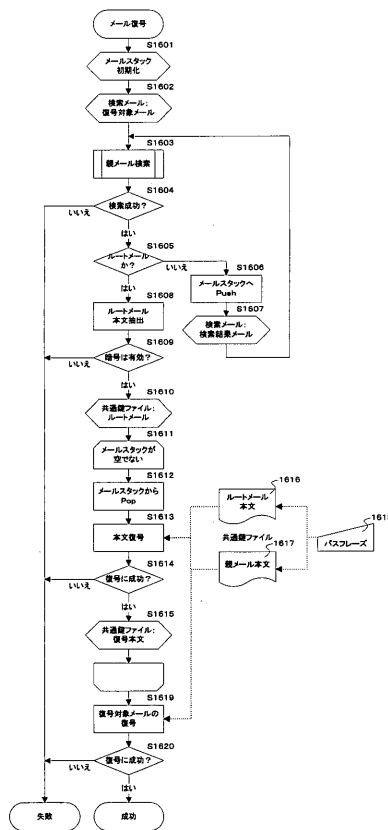 メール復号
S1601
メールスタック
初期化
S1602
検索メール:
復号対象メール
S1603
親メール検索
S1604
検索成功?
いいえ
はい
S1605
ルートメール
か?
いいえ
はい
S1606
メールスタックへ
Push
S1607
検索メール:
検索結果メール
S1608
ルートメール
本文抽出
S1609
暗号は有効?
いいえ
はい
S1610
共通鍵ファイル:
ルートメール
S1611
メールスタックが
空でない
S1612
メールスタックから
Pop
S1613
本文復号
1616
ルートメール
本文
共通鍵ファイル
1617
親メール本文
パスフレーズ
S1614
復号に成功?
いいえ
はい
S1615
共通鍵ファイル:
復号本文
S1619
復号対象メールの
復号
S1620
復号に成功?
いいえ
はい
失敗
成功